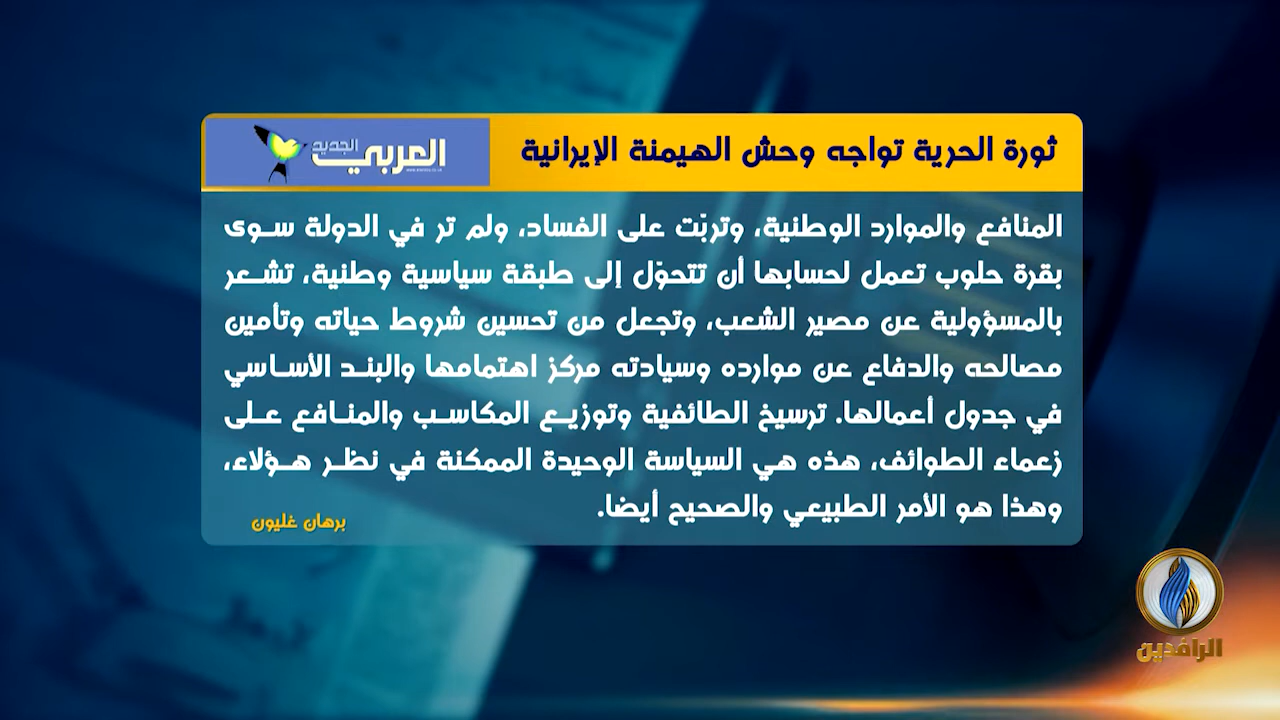 ثورة الحرية تواجه وحش الهيمنة الإيرانية
العربي الجديد
المنافع والموارد الوطنية، وتربّت على الفساد، ولم تر في الدولة سوى
بقرة حلوب تعمل لحسابها أن تتحوّل إلى طبقة سياسية وطنية، تشعر
بالمسؤولية عن مصير الشعب، وتجعل من تحسين شروط حياته وتأمين
مصالحه والدفاع عن موارده وسيادته مركز اهتمامها والبند الأساسي
في جدول أعمالها. ترسيخ الطائفية وتوزيع المكاسب والمنافع على
زعماء الطوائف، هذه هي السياسة الوحيدة الممكنة في نظر هؤلاء،
وهذا هو الأمر الطبيعي والصحيح أيضا.
برهان غليون
الرافدين